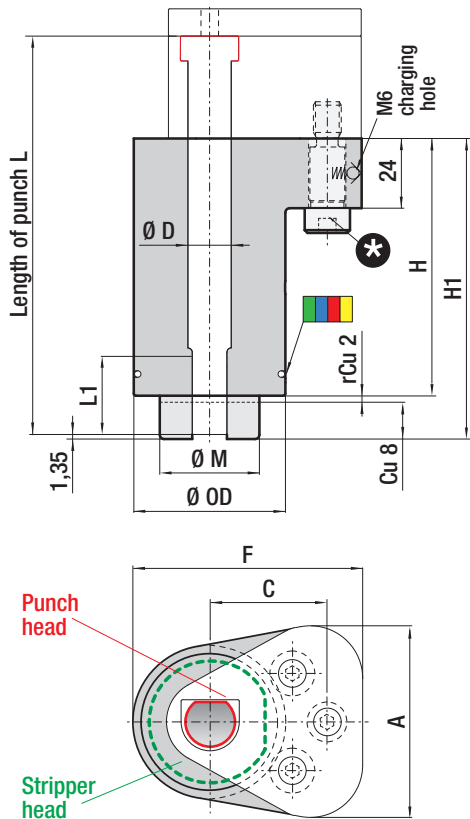 Length of punch L
M6
charging
hole
24
Ø D
H
H1
*
L1
rCu 2
1,35
Ø M
Cu 8
Ø OD
F
C
Punch
head
A
Stripper
head